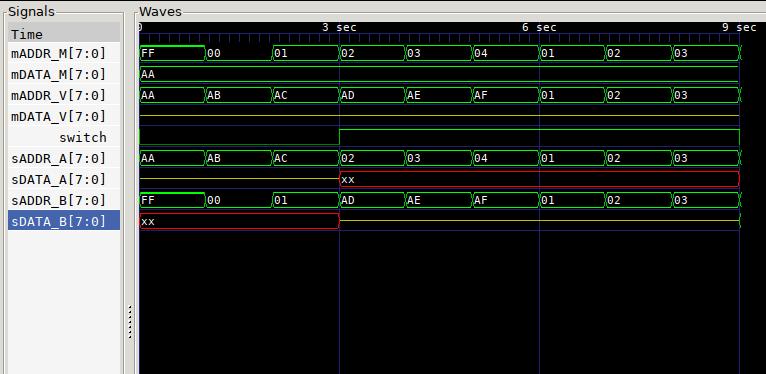 Signals Waves
Time 0 3 sec 6 sec 9 sec
mADDR_M[7:0] FF 00 01 02 03 04 01 02 03
mDATA_M[7:0] AA
mADDR_V[7:0] AA AB AC AD AE AF 01 02 03
mDATA_V[7:0]
switch
sADDR_A[7:0] AA AB AC 02 03 04 01 02 03
sDATA_A[7:0] xx
sADDR_B[7:0] FF 00 01 AD AE AF 01 02 03
sDATA_B[7:0] xx